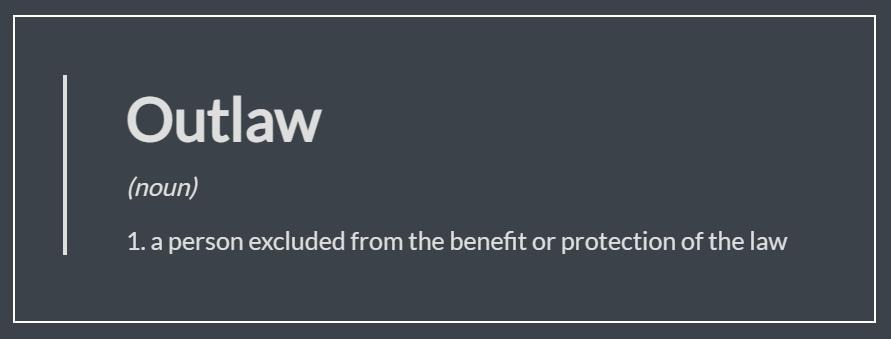 Outlaw
(noun)
1. a person excluded from the benefit or protection of the law